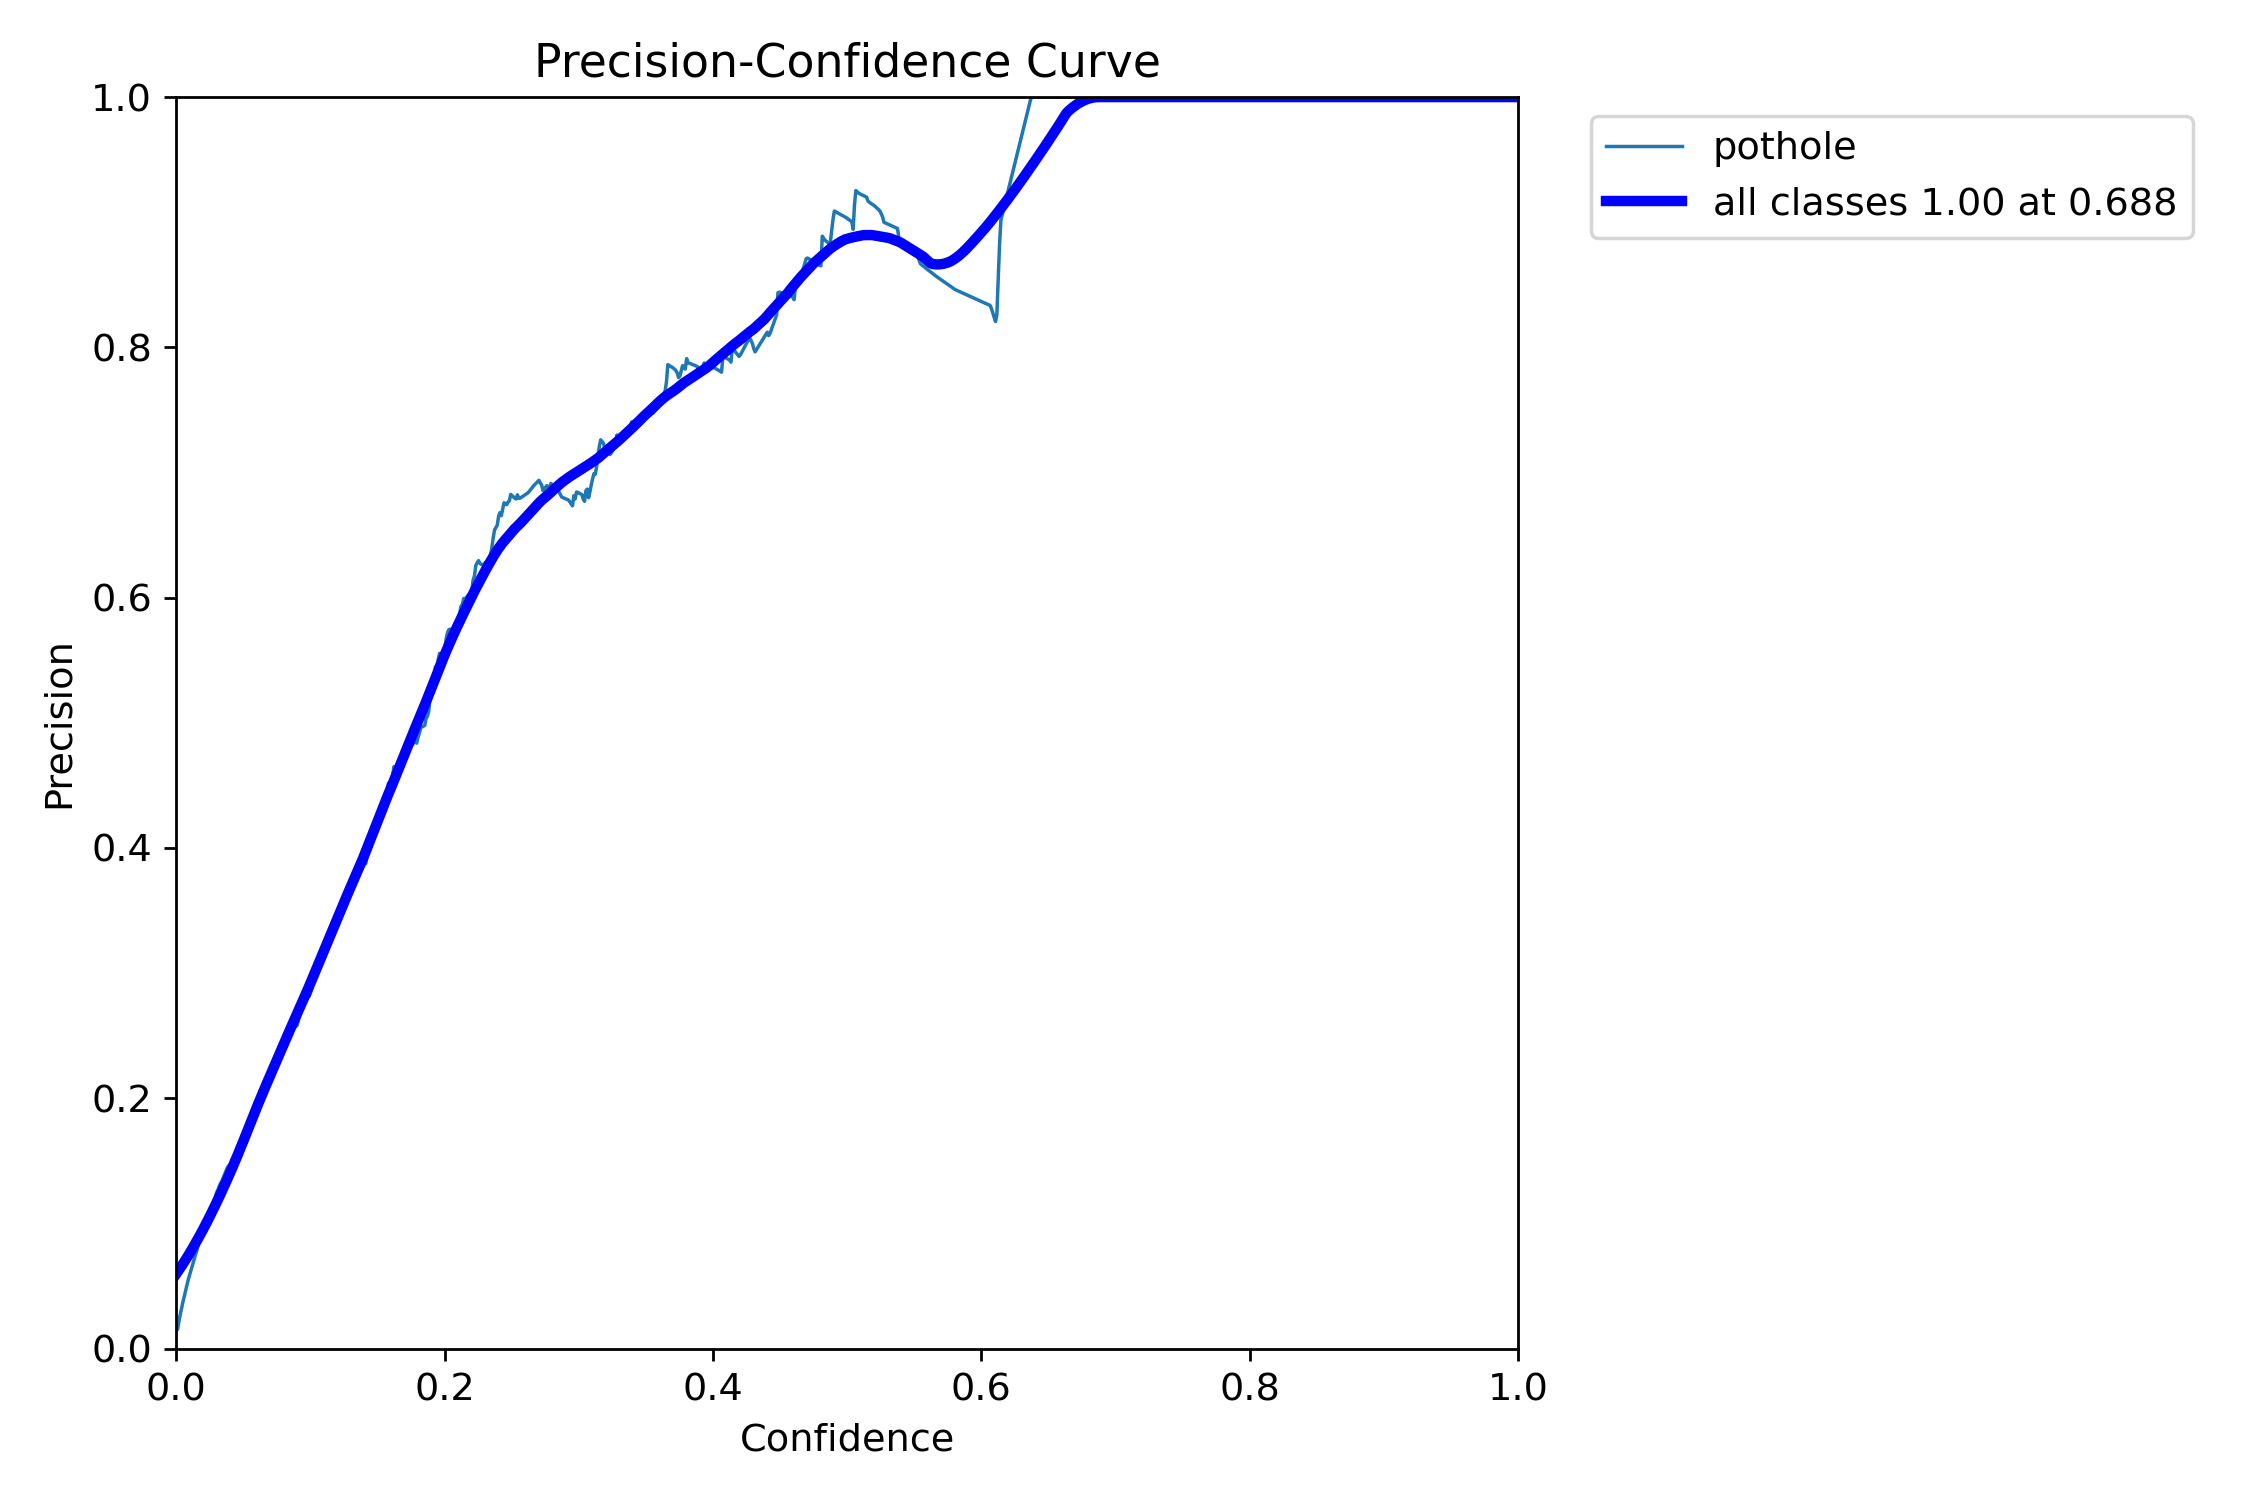 Precision-Confidence Curve
1.0
0.8
0.6
0.4
0.2
0.0
Precision
0.0 0.2 0.4 0.6 0.8 1.0
Confidence
pothole
all classes 1.00 at 0.688